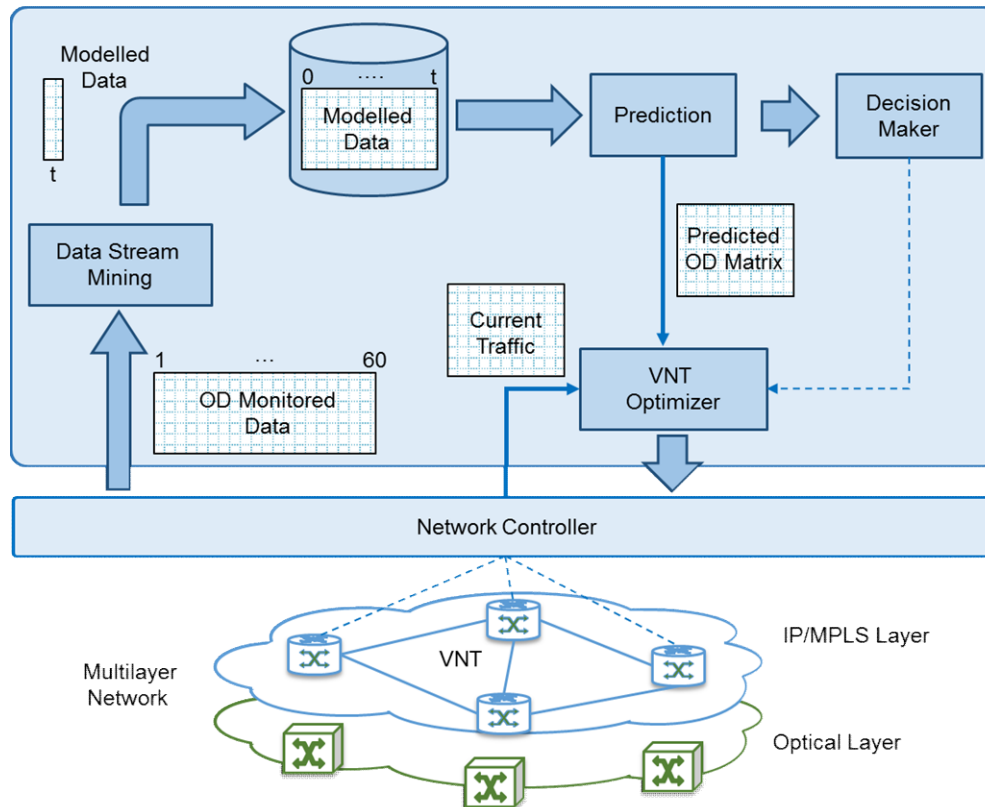 Modelled
Data
t
0 .... t
Modelled
Data
Prediction
Decision
Maker
Data Stream
Mining
Predicted
OD Matrix
Current
Traffic
1 ... 60
OD Monitored
Data
VNT
Optimizer
Network Controller
IP/MPLS Layer
VNT
Multilayer
Network
Optical Layer